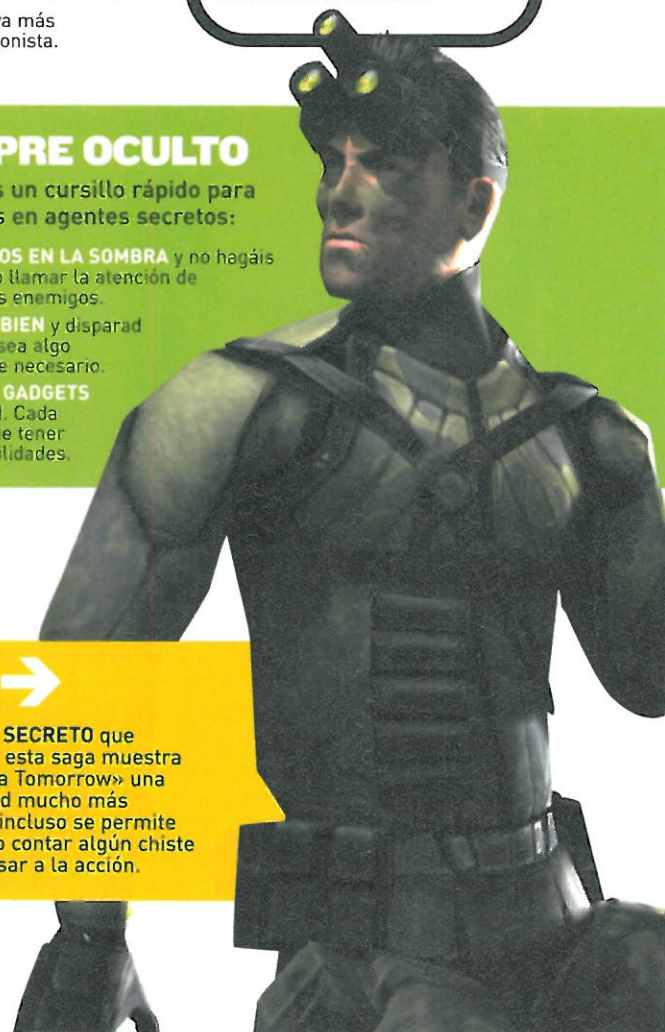 va más
onista.
PRE OCULTO
s un cursillo rápido para
s en agentes secretos:
OS EN LA SOMBRA y no hagáis
o llamar la atención de
s enemigos.
BIEN y disparad
sea algo
e necesario.
GADGETS
d. Cada
e tener
ilidades.
SECRETO que
esta saga muestra
a Tomorrow» una
d mucho más
incluso se permite
o contar algún chiste
sar a la acción.